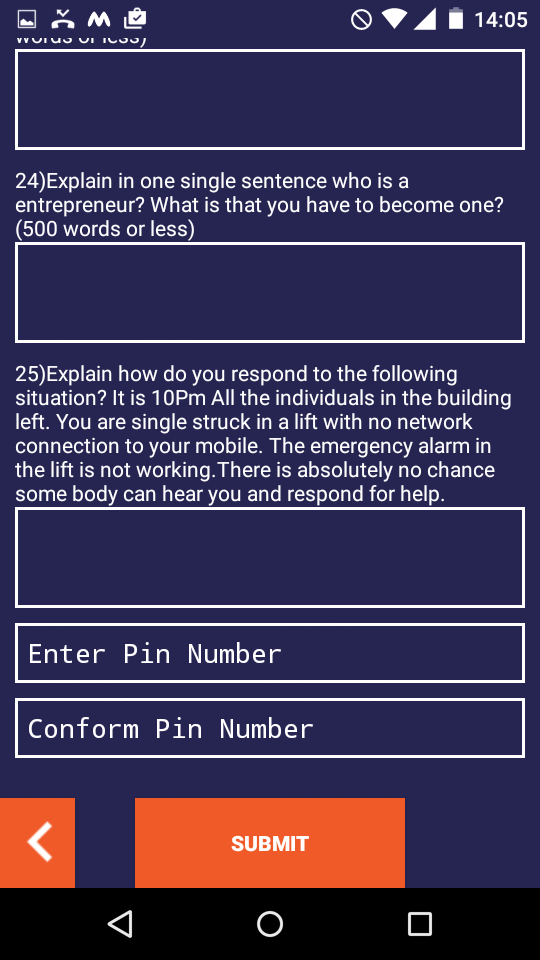 14:05
words or less)
24)Explain in one single sentence who is a
entrepreneur? What is that you have to become one?
(500 words or less)
25)Explain how do you respond to the following
situation? It is 10Pm All the individuals in the building
left. You are single struck in a lift with no network
connection to your mobile. The emergency alarm in
the lift is not working.There is absolutely no chance
some body can hear you and respond for help.
Enter Pin Number
Conform Pin Number
SUBMIT